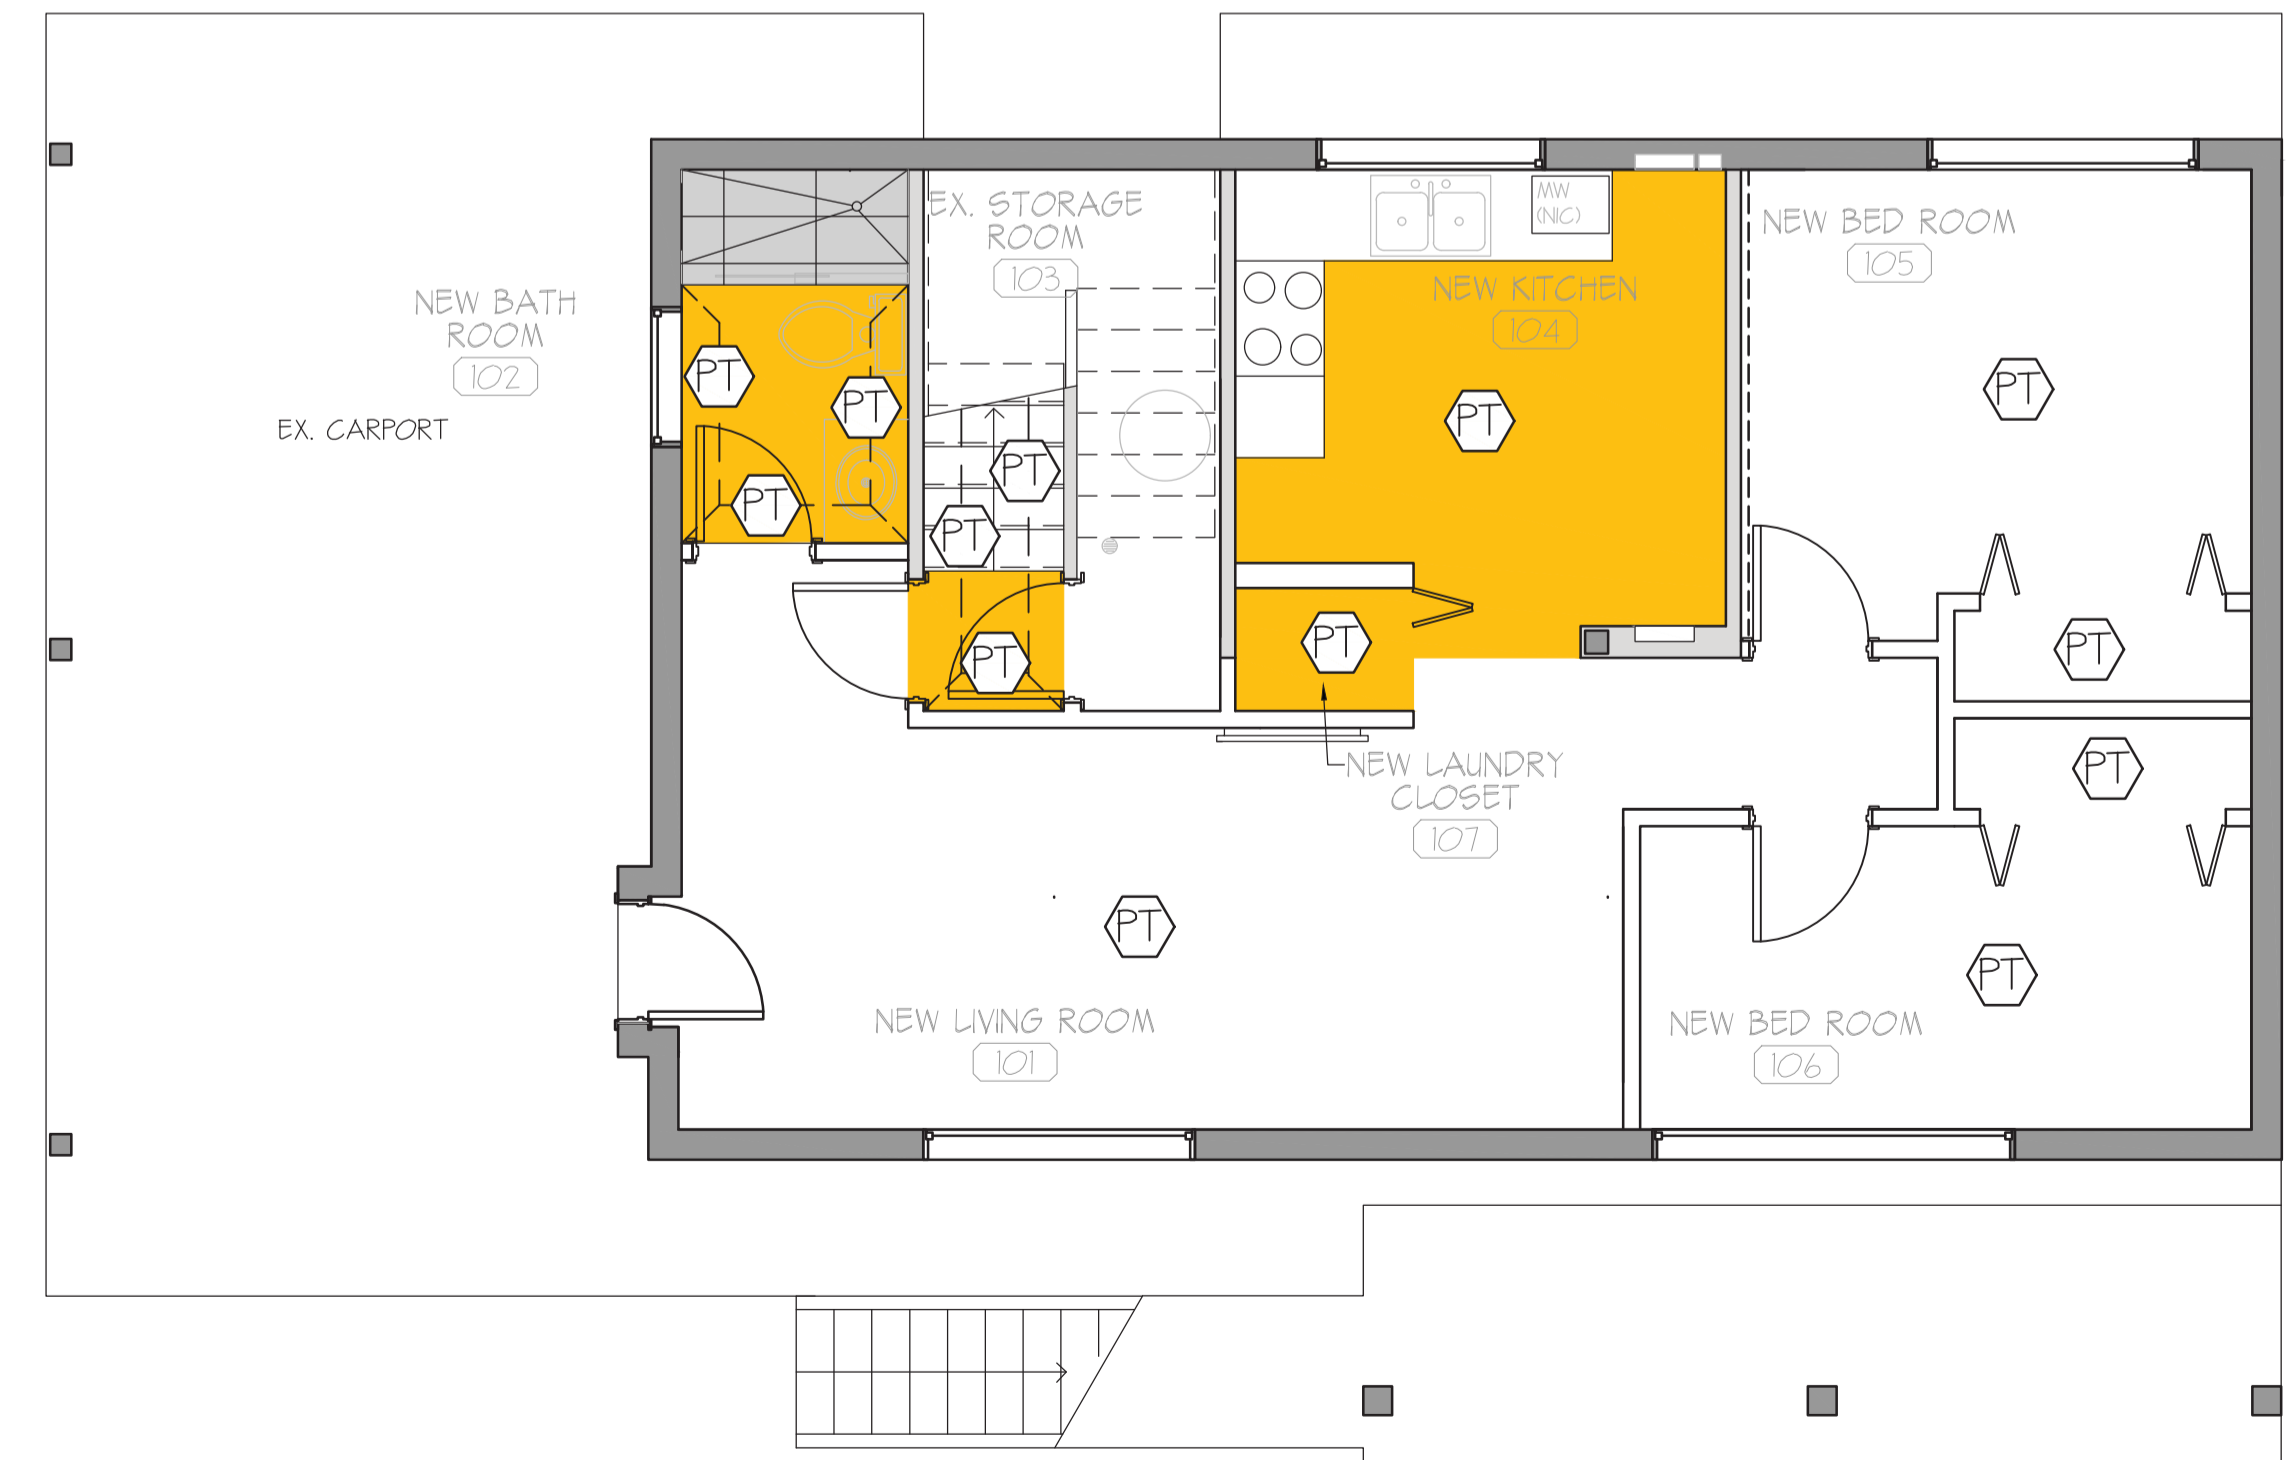 EX. STORAGE
ROOM
103
MW
(NIC)
NEW BED ROOM
105
NEW BATH
ROOM
102
NEW KITCHEN
104
EX. CARPORT
PT
PT
PT
PT
PT
PT
PT
PT
PT
PT
PT
NEW LAUNDRY
CLOSET
107
PT
PT
PT
NEW LIVING ROOM
101
NEW BED ROOM
106